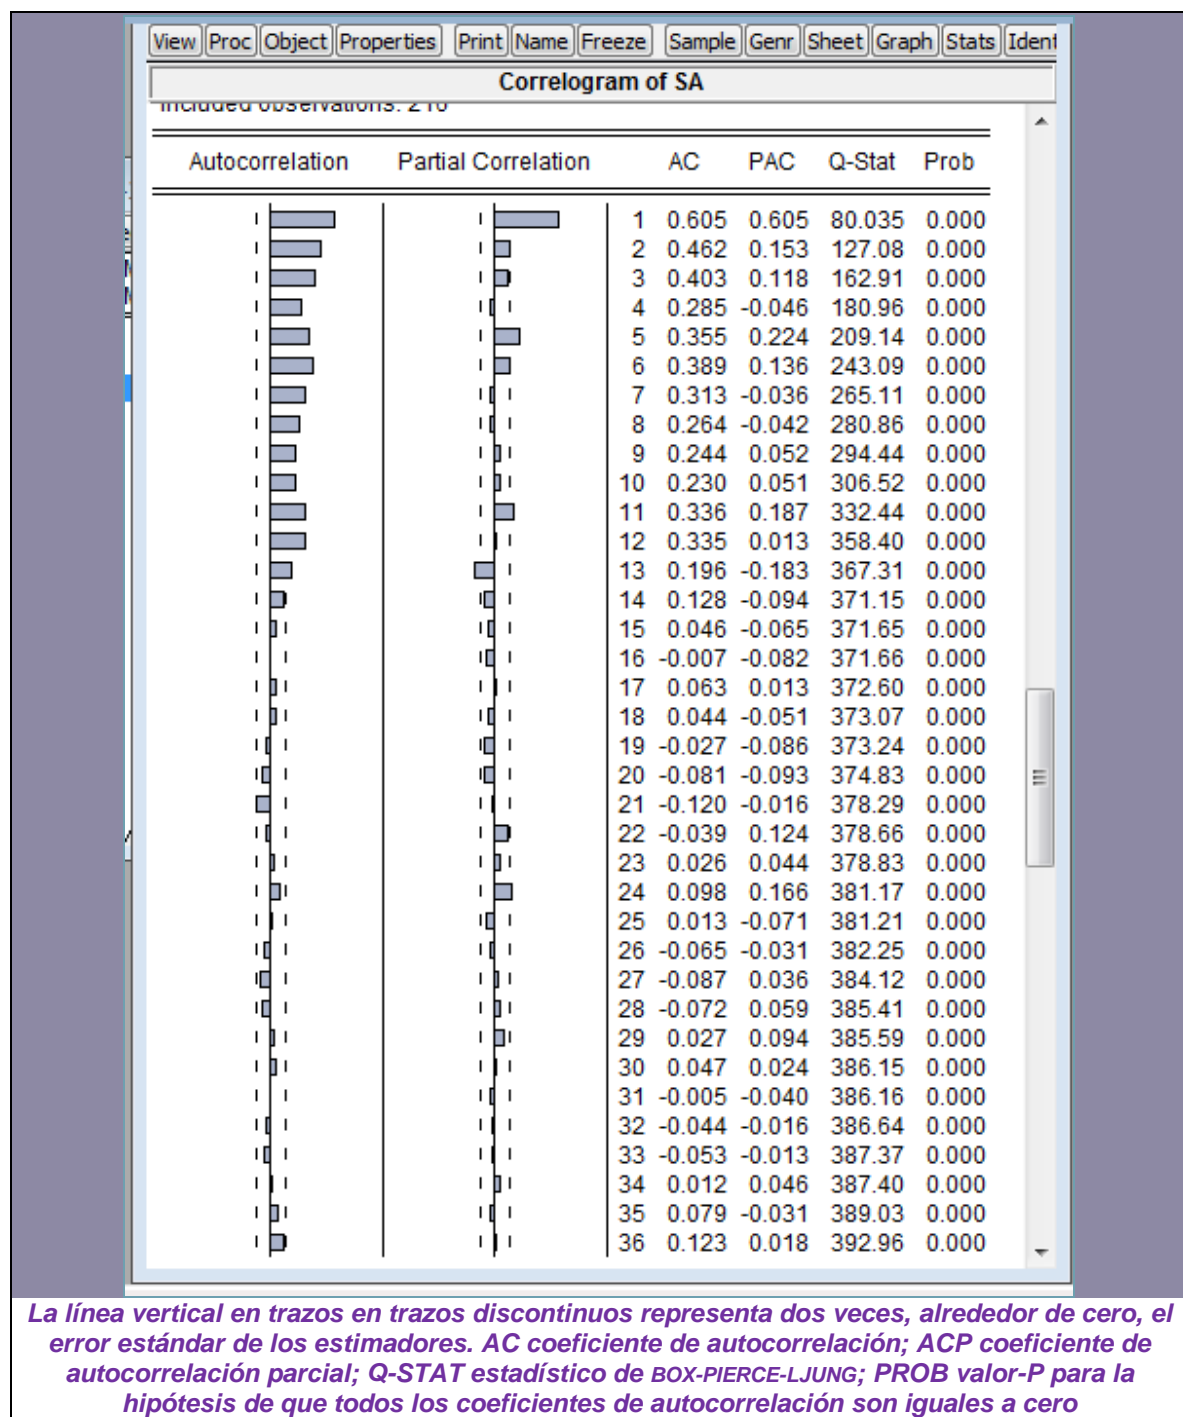 View Proc Object Properties Print Name Freeze Sample Genr Sheet Graph Stats Ident
Correlogram of SA
Included observations: 216
Autocorrelation Partial Correlation AC PAC Q-Stat Prob
1 0.605 0.605 80.035 0.000
2 0.462 0.153 127.08 0.000
3 0.403 0.118 162.91 0.000
4 0.285 -0.046 180.96 0.000
5 0.355 0.224 209.14 0.000
6 0.389 0.136 243.09 0.000
7 0.313 -0.036 265.11 0.000
8 0.264 -0.042 280.86 0.000
9 0.244 0.052 294.44 0.000
10 0.230 0.051 306.52 0.000
11 0.336 0.187 332.44 0.000
12 0.335 0.013 358.40 0.000
13 0.196 -0.183 367.31 0.000
14 0.128 -0.094 371.15 0.000
15 0.046 -0.065 371.65 0.000
16 -0.007 -0.082 371.66 0.000
17 0.063 0.013 372.60 0.000
18 0.044 -0.051 373.07 0.000
19 -0.027 -0.086 373.24 0.000
20 -0.081 -0.093 374.83 0.000
21 -0.120 -0.016 378.29 0.000
22 -0.039 0.124 378.66 0.000
23 0.026 0.044 378.83 0.000
24 0.098 0.166 381.17 0.000
25 0.013 -0.071 381.21 0.000
26 -0.065 -0.031 382.25 0.000
27 -0.087 0.036 384.12 0.000
28 -0.072 0.059 385.41 0.000
29 0.027 0.094 385.59 0.000
30 0.047 0.024 386.15 0.000
31 -0.005 -0.040 386.16 0.000
32 -0.044 -0.016 386.64 0.000
33 -0.053 -0.013 387.37 0.000
34 0.012 0.046 387.40 0.000
35 0.079 -0.031 389.03 0.000
36 0.123 0.018 392.96 0.000
La línea vertical en trazos en trazos discontinuos representa dos veces, alrededor de cero, el
error estándar de los estimadores. AC coeficiente de autocorrelación; ACP coeficiente de
autocorrelación parcial; Q-STAT estadístico de BOX-PIERCE-LJUNG; PROB valor-P para la
hipótesis de que todos los coeficientes de autocorrelación son iguales a cero